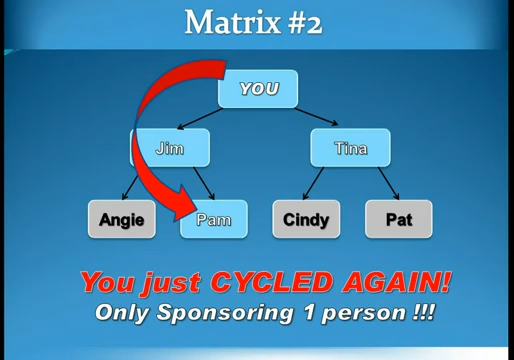 Matrix #2
YOU
Jim
Tina
Angie
Pam
Cindy
Pat
You just CYCLED AGAIN!
Only Sponsoring 1 person !!!